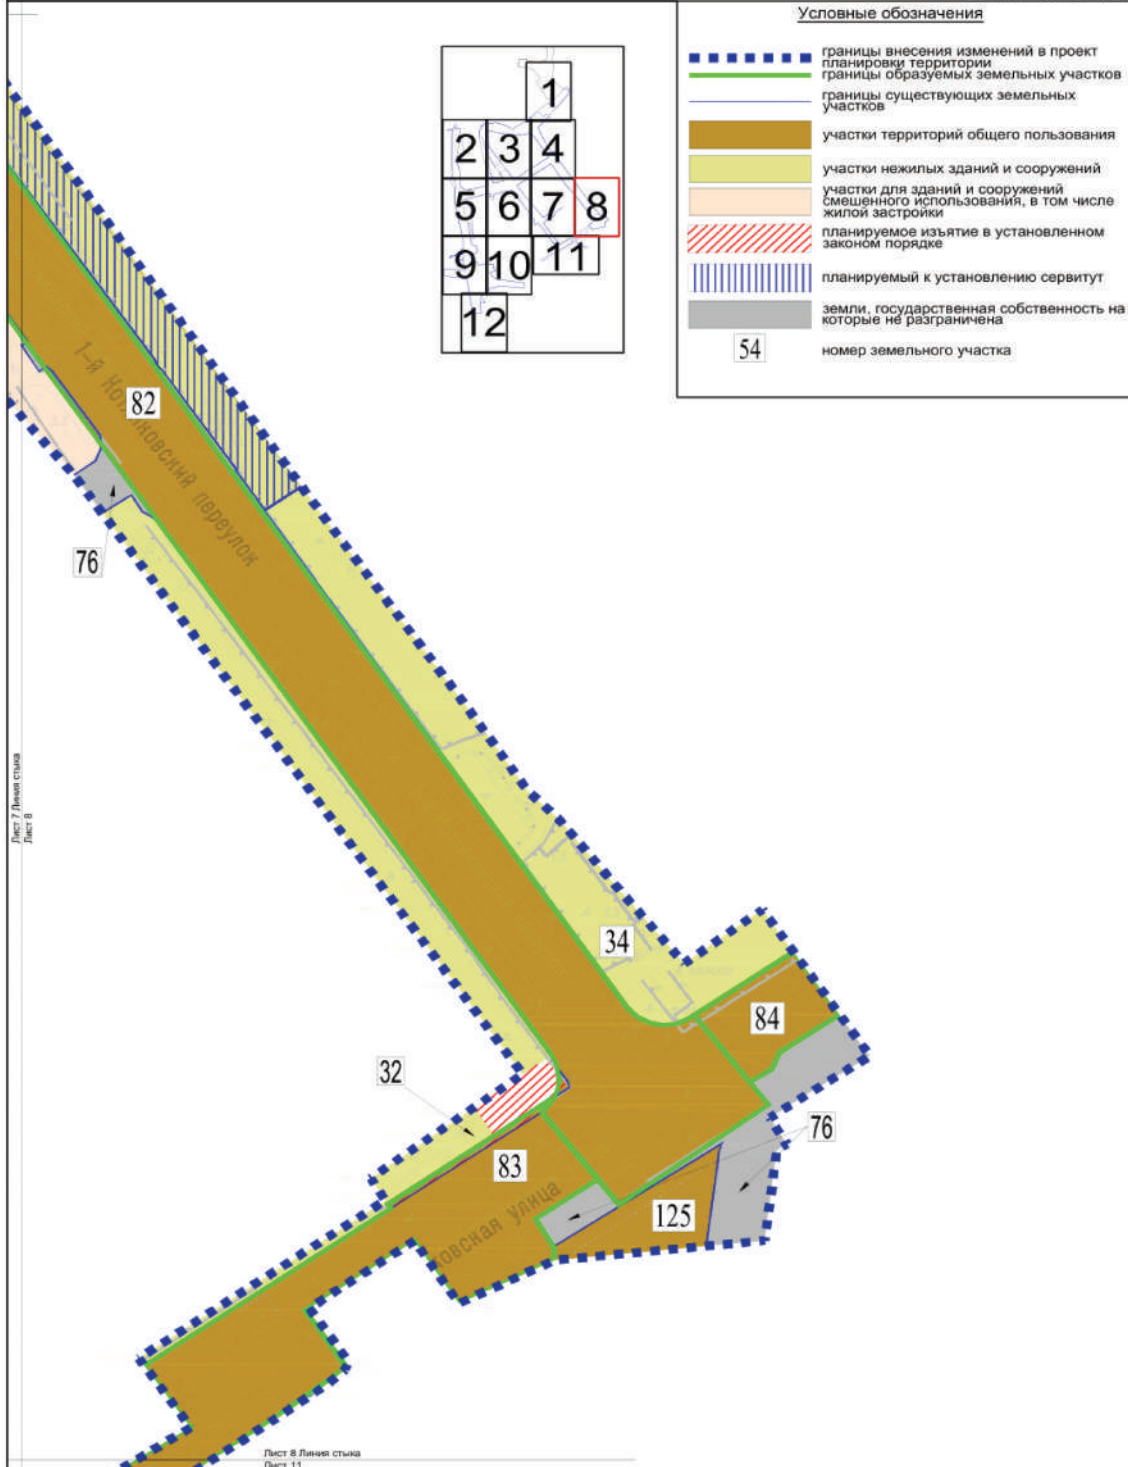 Условные обозначения
границы внесения изменений в проект
планировки территории
границы образуемых земельных участков
границы существующих земельных
участков
участки территорий общего пользования
участки нежилых зданий и сооружений
участки для зданий и сооружений
смешенного использования, в том числе
жилой застройки
планируемое изъятие в установленном
законом порядке
планируемый к установлению сервитут
земли, государственная собственность на
которые не разграничена
54
номер земельного участка
1
2 3 4
5 6 7 8
9 10 11
12
82
1-й Котляковский переулок
76
Лист 7 Линия стыка
Лист 8
34
84
32
76
83
125
ковская улица
Лист 8 Линия стыка
Лист 11